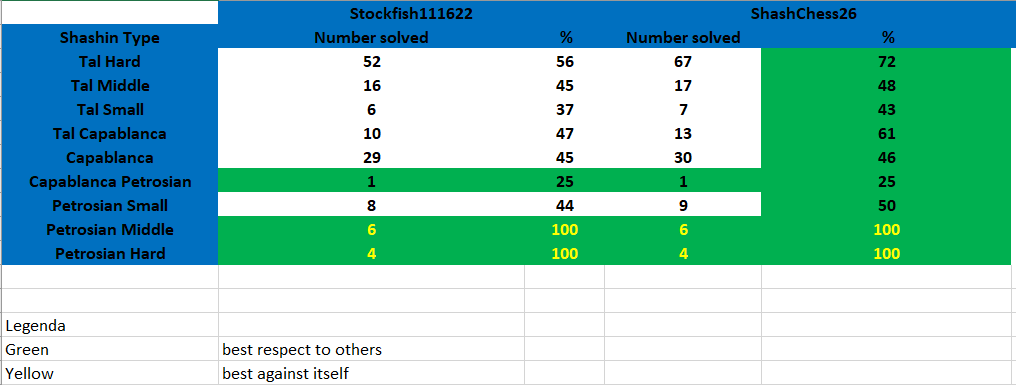 Stockfish111622 ShashChess26
Shashin Type Number solved % Number solved %
Tal Hard 52 56 67 72
Tal Middle 16 45 17 48
Tal Small 6 37 7 43
Tal Capablanca 10 47 13 61
Capablanca 29 45 30 46
Capablanca Petrosian 1 25 1 25
Petrosian Small 8 44 9 50
Petrosian Middle 6 100 6 100
Petrosian Hard 4 100 4 100
Legenda
Green best respect to others
Yellow best against itself